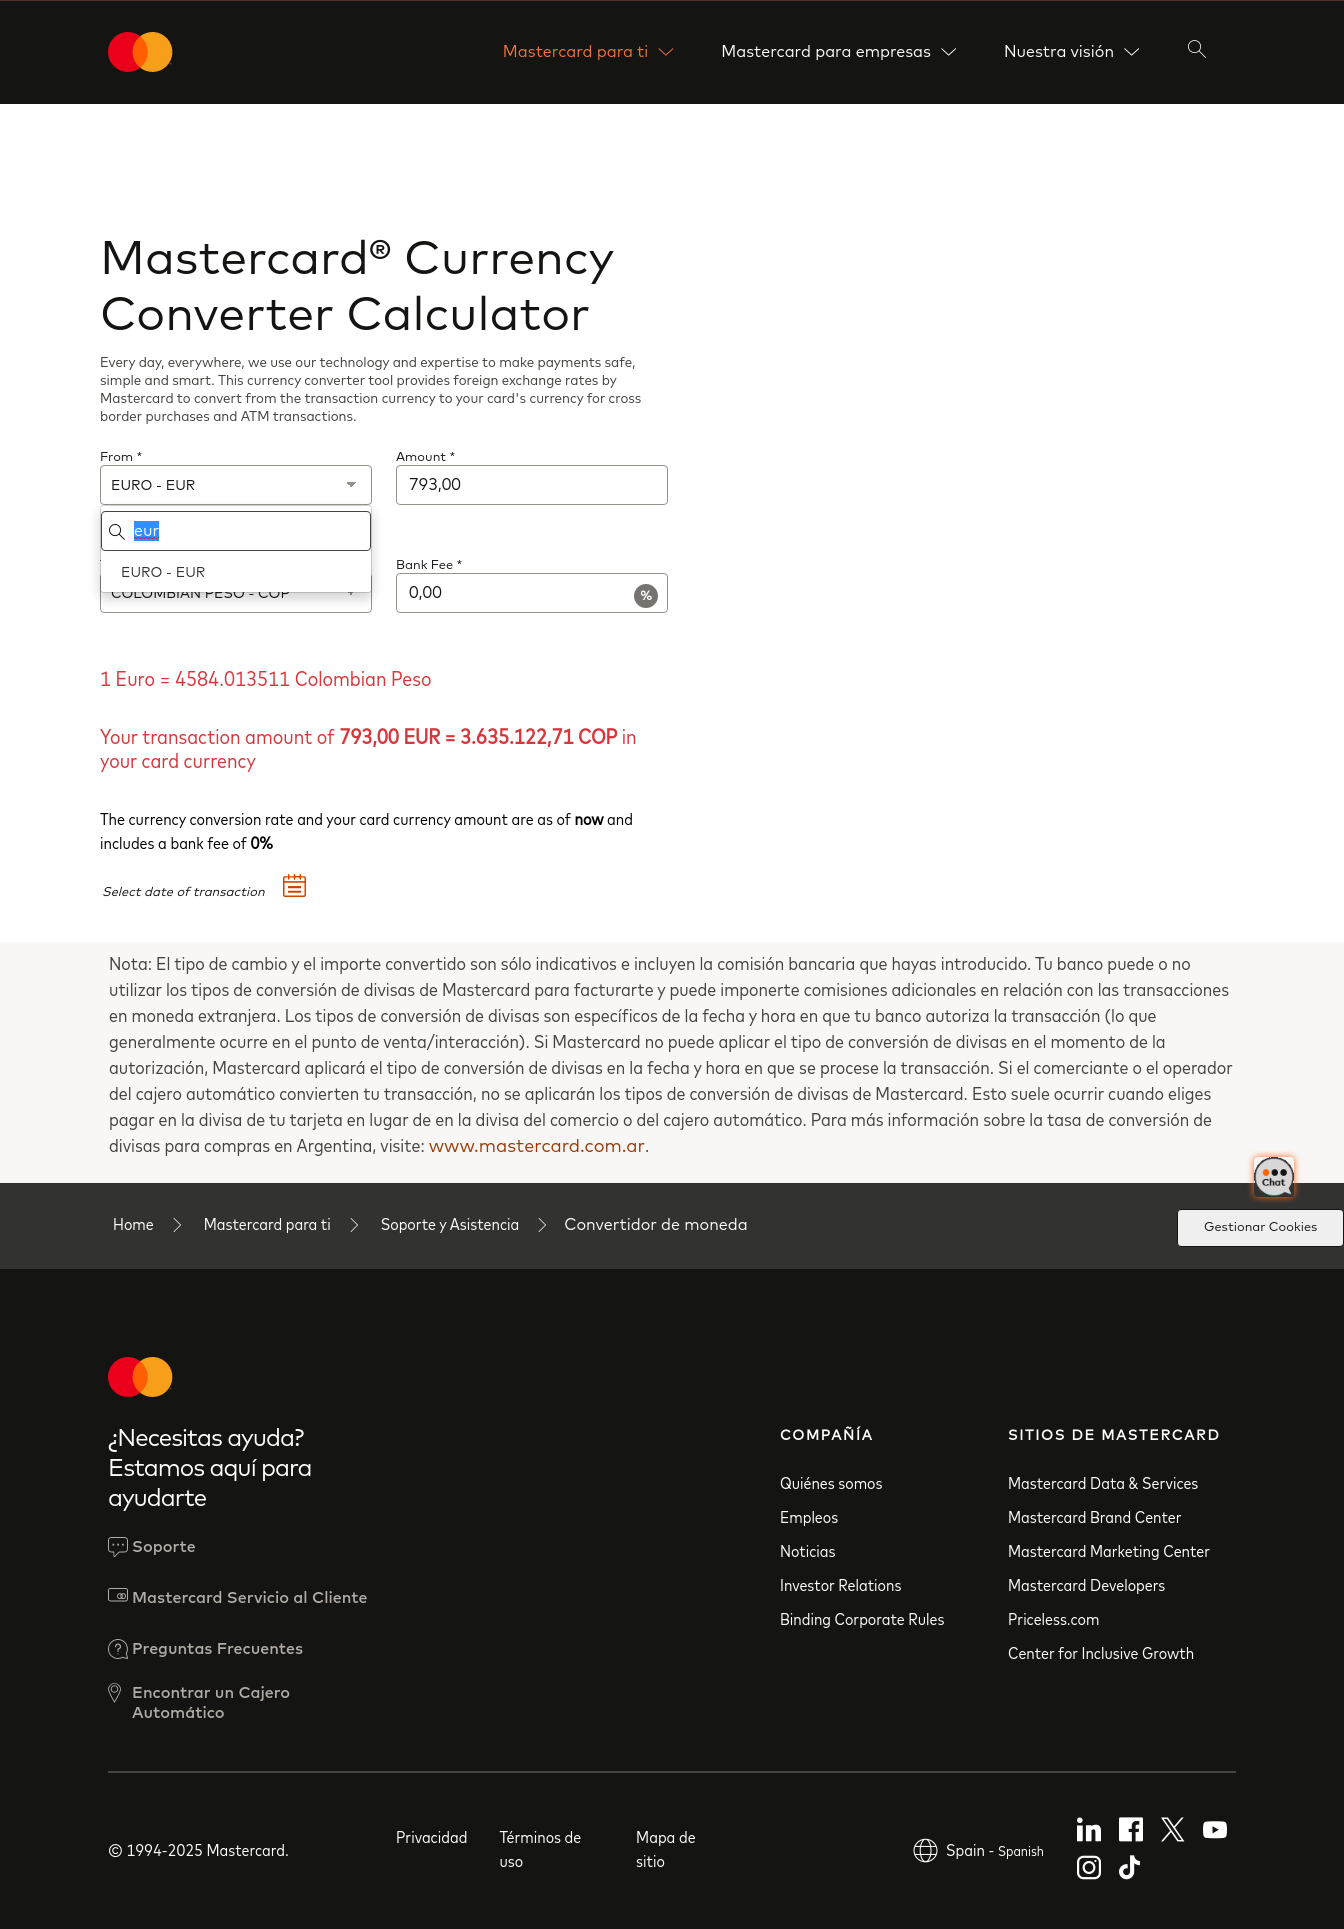 Mastercard para ti
Mastercard para empresas
Nuestra visión
Mastercard® Currency
Converter Calculator
Every day, everywhere, we use our technology and expertise to make payments safe,
simple and smart. This currency converter tool provides foreign exchange rates by
Mastercard to convert from the transaction currency to your card's currency for cross
border purchases and ATM transactions.
From *
EURO - EUR
Amount *
793,00
eur
EURO - EUR
COLOMBIAN PESO - COP
Bank Fee *
0,00
%
1 Euro = 4584.013511 Colombian Peso
Your transaction amount of 793,00 EUR = 3.635.122,71 COP in
your card currency
The currency conversion rate and your card currency amount are as of now and
includes a bank fee of 0%
Select date of transaction
Nota: El tipo de cambio y el importe convertido son sólo indicativos e incluyen la comisión bancaria que hayas introducido. Tu banco puede o no
utilizar los tipos de conversión de divisas de Mastercard para facturarte y puede imponerte comisiones adicionales en relación con las transacciones
en moneda extranjera. Los tipos de conversión de divisas son específicos de la fecha y hora en que tu banco autoriza la transacción (lo que
generalmente ocurre en el punto de venta/interacción). Si Mastercard no puede aplicar el tipo de conversión de divisas en el momento de la
autorización, Mastercard aplicará el tipo de conversión de divisas en la fecha y hora en que se procese la transacción. Si el comerciante o el operador
del cajero automático convierten tu transacción, no se aplicarán los tipos de conversión de divisas de Mastercard. Esto suele ocurrir cuando eliges
pagar en la divisa de tu tarjeta en lugar de en la divisa del comercio o del cajero automático. Para más información sobre la tasa de conversión de
divisas para compras en Argentina, visite: www.mastercard.com.ar.
Chat
Home
Mastercard para ti
Soporte y Asistencia
Convertidor de moneda
Gestionar Cookies
¿Necesitas ayuda?
Estamos aquí para
ayudarte
Soporte
Mastercard Servicio al Cliente
Preguntas Frecuentes
Encontrar un Cajero
Automático
COMPAÑÍA
Quiénes somos
Empleos
Noticias
Investor Relations
Binding Corporate Rules
SITIOS DE MASTERCARD
Mastercard Data & Services
Mastercard Brand Center
Mastercard Marketing Center
Mastercard Developers
Priceless.com
Center for Inclusive Growth
© 1994-2025 Mastercard.
Privacidad
Términos de
uso
Mapa de
sitio
Spain - Spanish